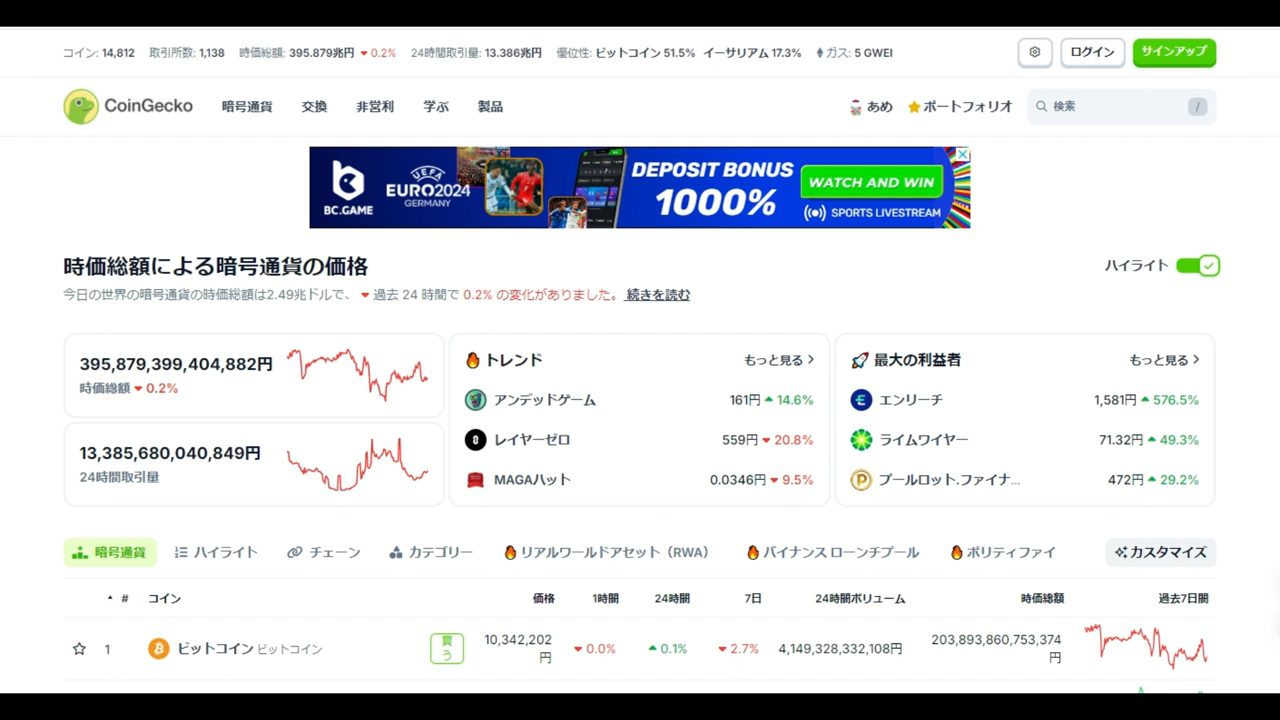 コイン: 14,812 取引所数: 1,138 時価総額: 395.879兆円 0.2% 24時間取引量: 13.386兆円 優位性: ビットコイン 51.5% イーサリアム 17.3% ガス: 5 GWEI
ログイン サインアップ
CoinGecko 暗号通貨 交換 非営利 学ぶ 製品 あめ ポートフォリオ 検索 /
BC.GAME
UEFA
EURO2024
GERMANY
DEPOSIT BONUS
1000%
WATCH AND WIN
SPORTS LIVESTREAM
時価総額による暗号通貨の価格 ハイライト
今日の世界の暗号通貨の時価総額は2.49兆ドルで、 過去 24 時間で 0.2% の変化がありました。 続きを読む
395,879,399,404,882円
時価総額 0.2%
13,385,680,040,849円
24時間取引量
トレンド もっと見る
アンデッドゲーム 161円 14.6%
レイヤーゼロ 559円 20.8%
MAGAハット 0.0346円 9.5%
最大の利益者 もっと見る
エンリーチ 1,581円 576.5%
ライムワイヤー 71.32円 49.3%
プールロット.ファイナ... 472円 29.2%
暗号通貨 ハイライト チェーン カテゴリー リアルワールドアセット（RWA） バイナンス ローンチプール ポリティファイ カスタマイズ
# コイン 価格 1時間 24時間 7日 24時間ボリューム 時価総額 過去7日間
1 ビットコイン ビットコイン 買う 10,342,202円 0.0% 0.1% 2.7% 4,149,328,332,108円 203,893,860,753,374円